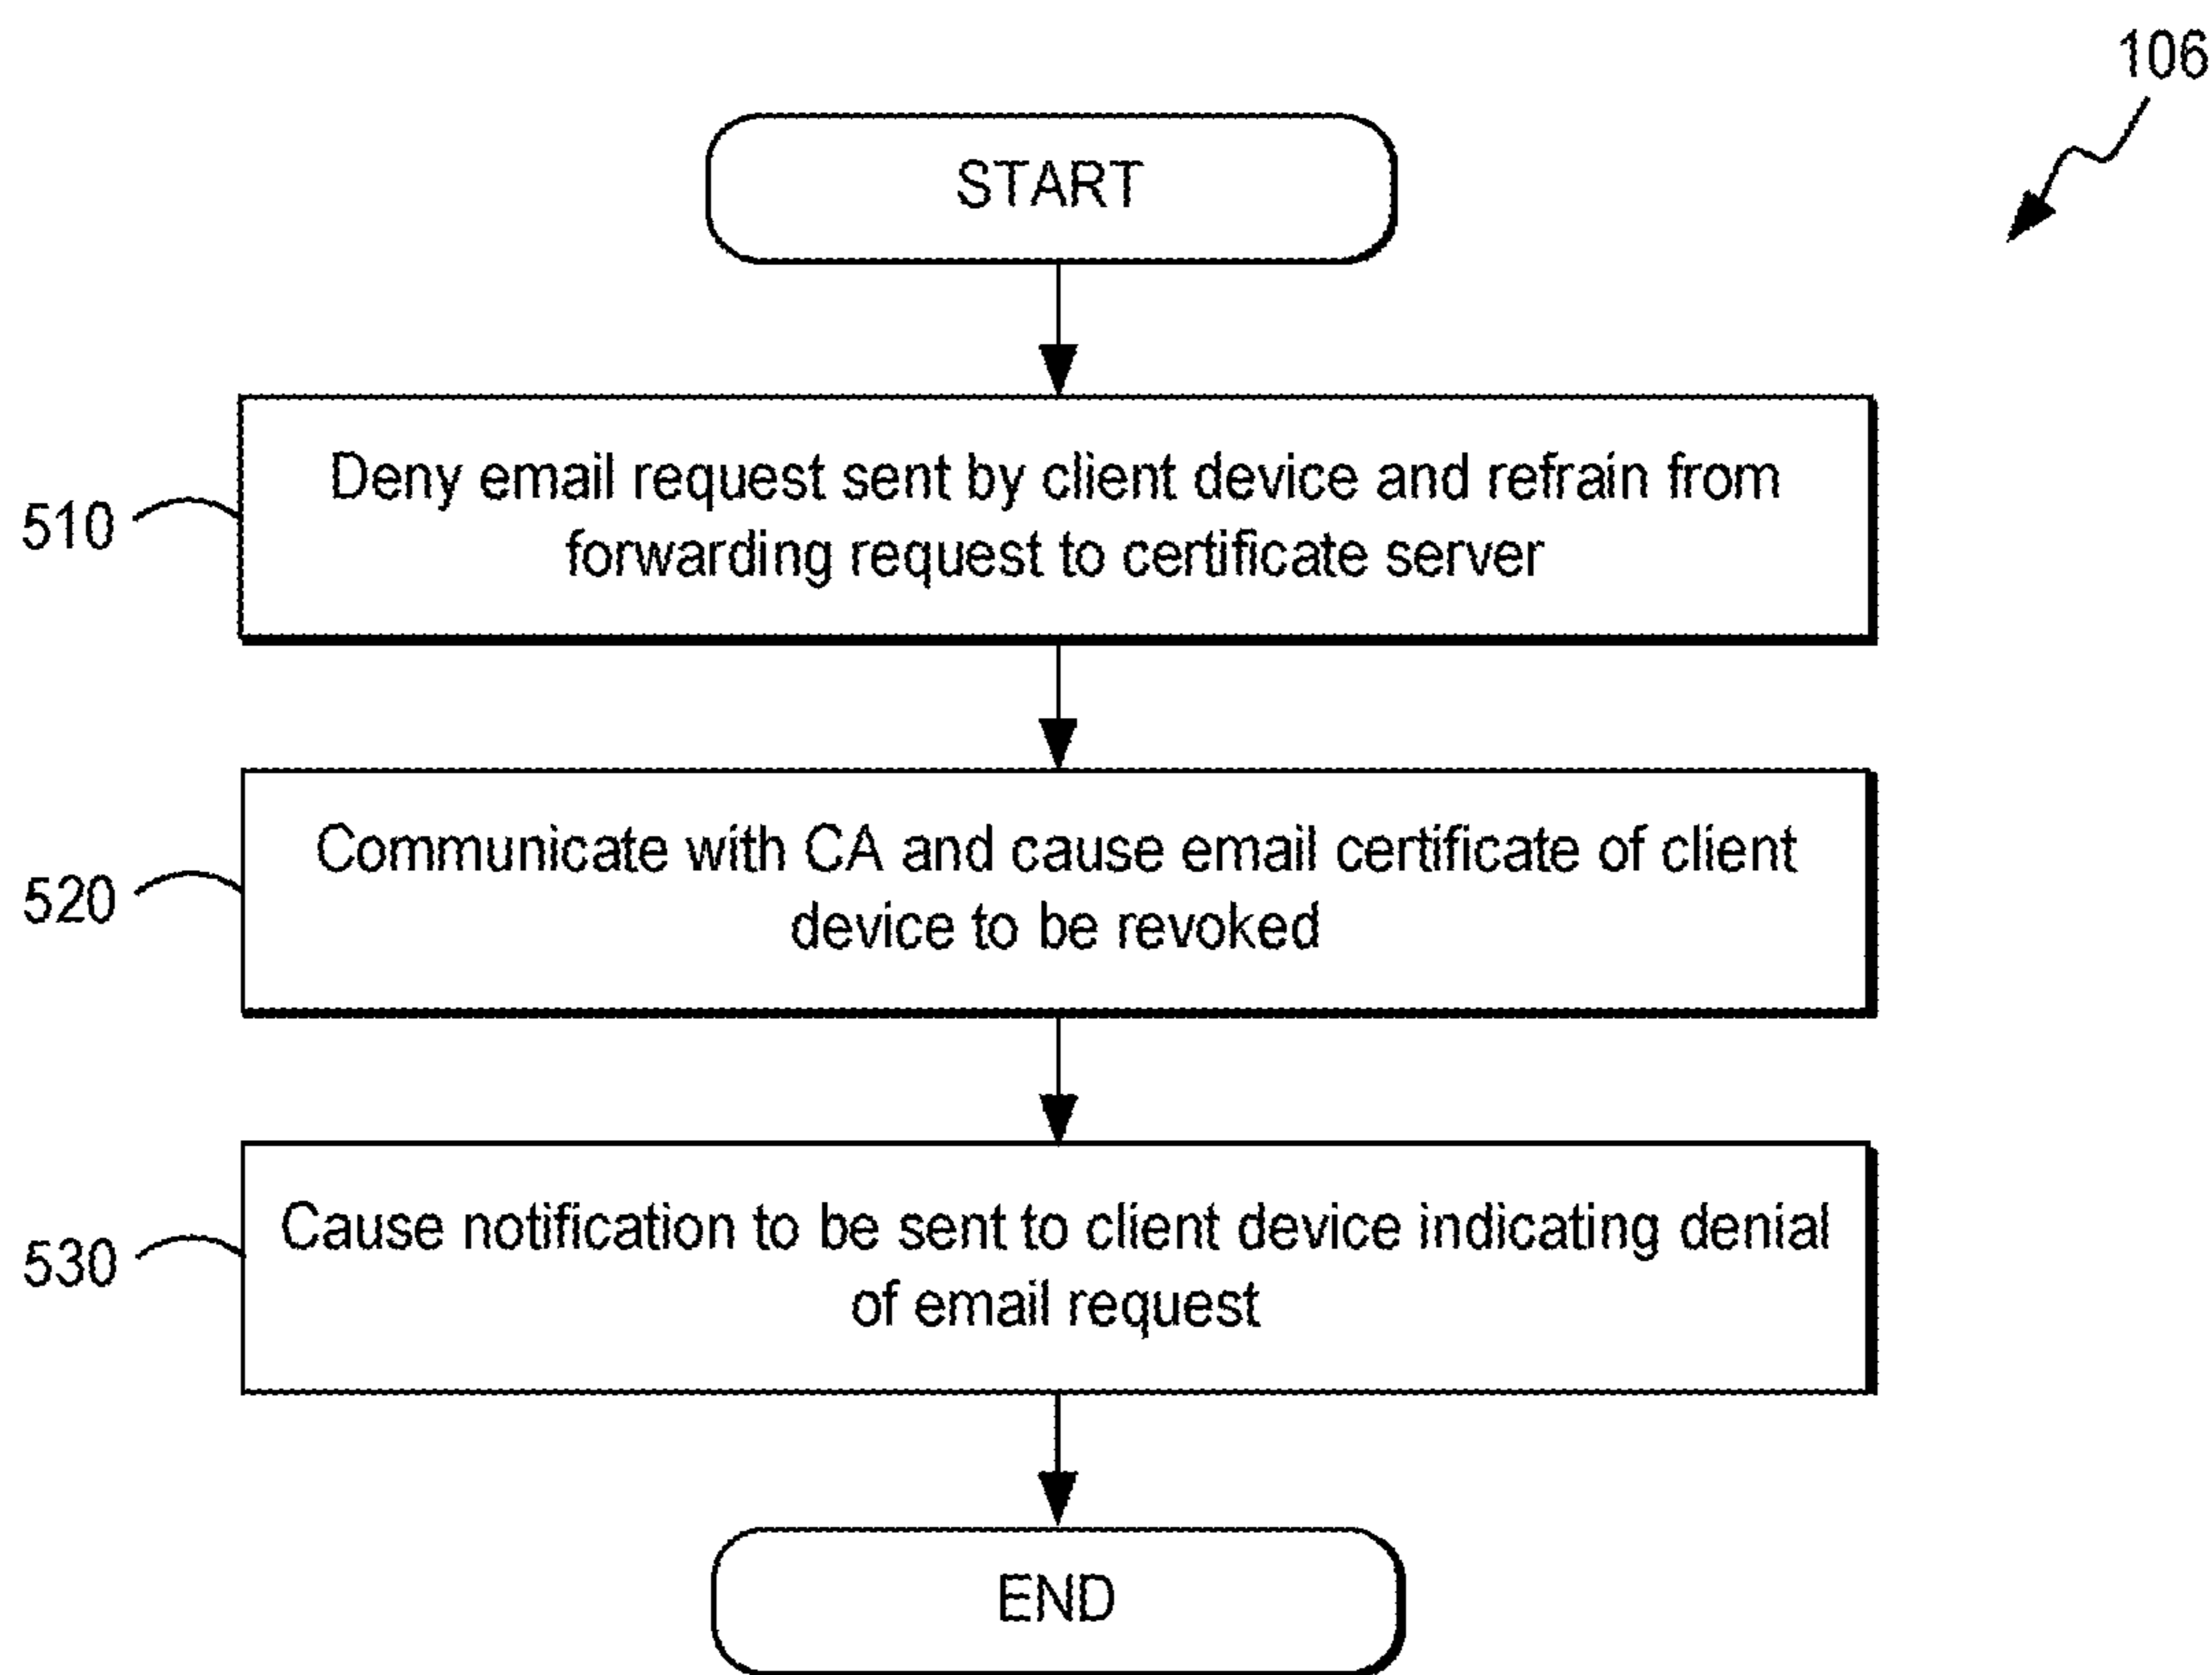 106
START
510
Deny email request sent by client device and refrain from
forwarding request to certificate server
520
Communicate with CA and cause email certificate of client
device to be revoked
530
Cause notification to be sent to client device indicating denial
of email request
END